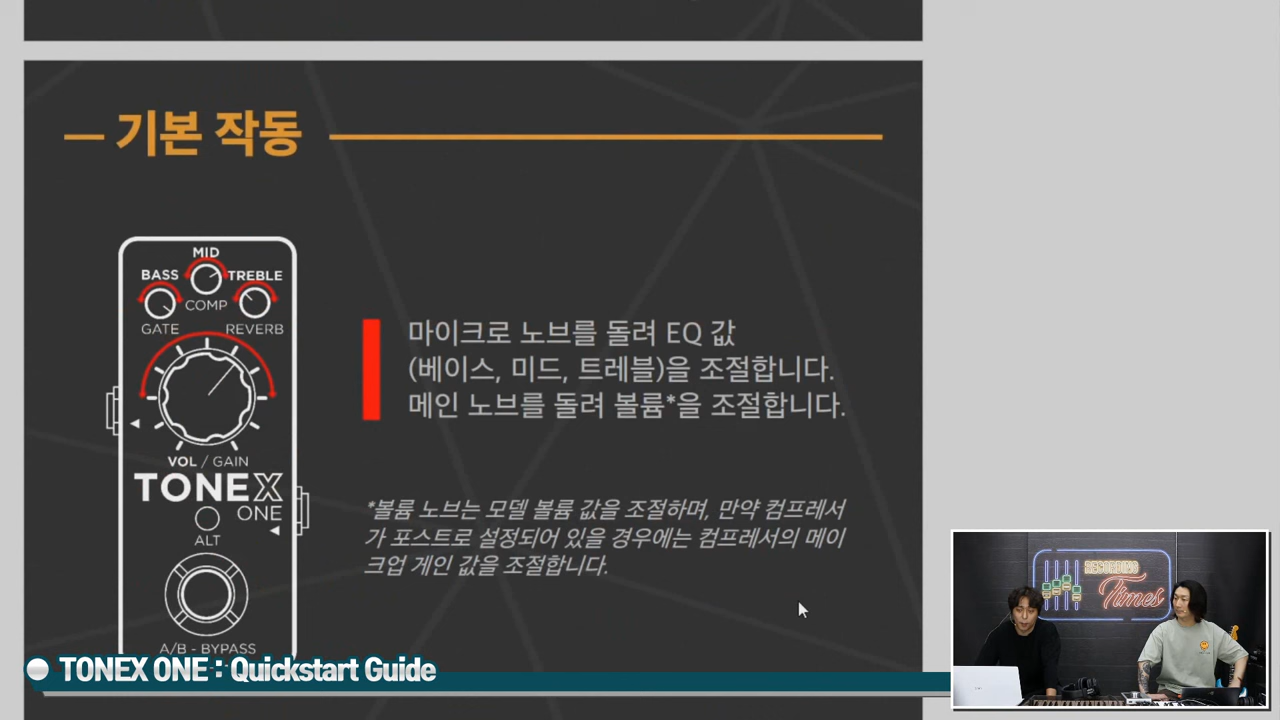 기본 작동
MID
BASS
TREBLE
COMP
GATE
REVERB
VOL / GAIN
TONEX
ONE
ALT
A/B - BYPASS
마이크로 노브를 돌려 EQ 값
(베이스, 미드, 트레블)을 조절합니다.
메인 노브를 돌려 볼륨*을 조절합니다.
*볼륨 노브는 모델 볼륨 값을 조절하며, 만약 컴프레서
가 포스트로 설정되어 있을 경우에는 컴프레서의 메이
크업 게인 값을 조절합니다.
TONEX ONE : Quickstart Guide
RECORDING
Times